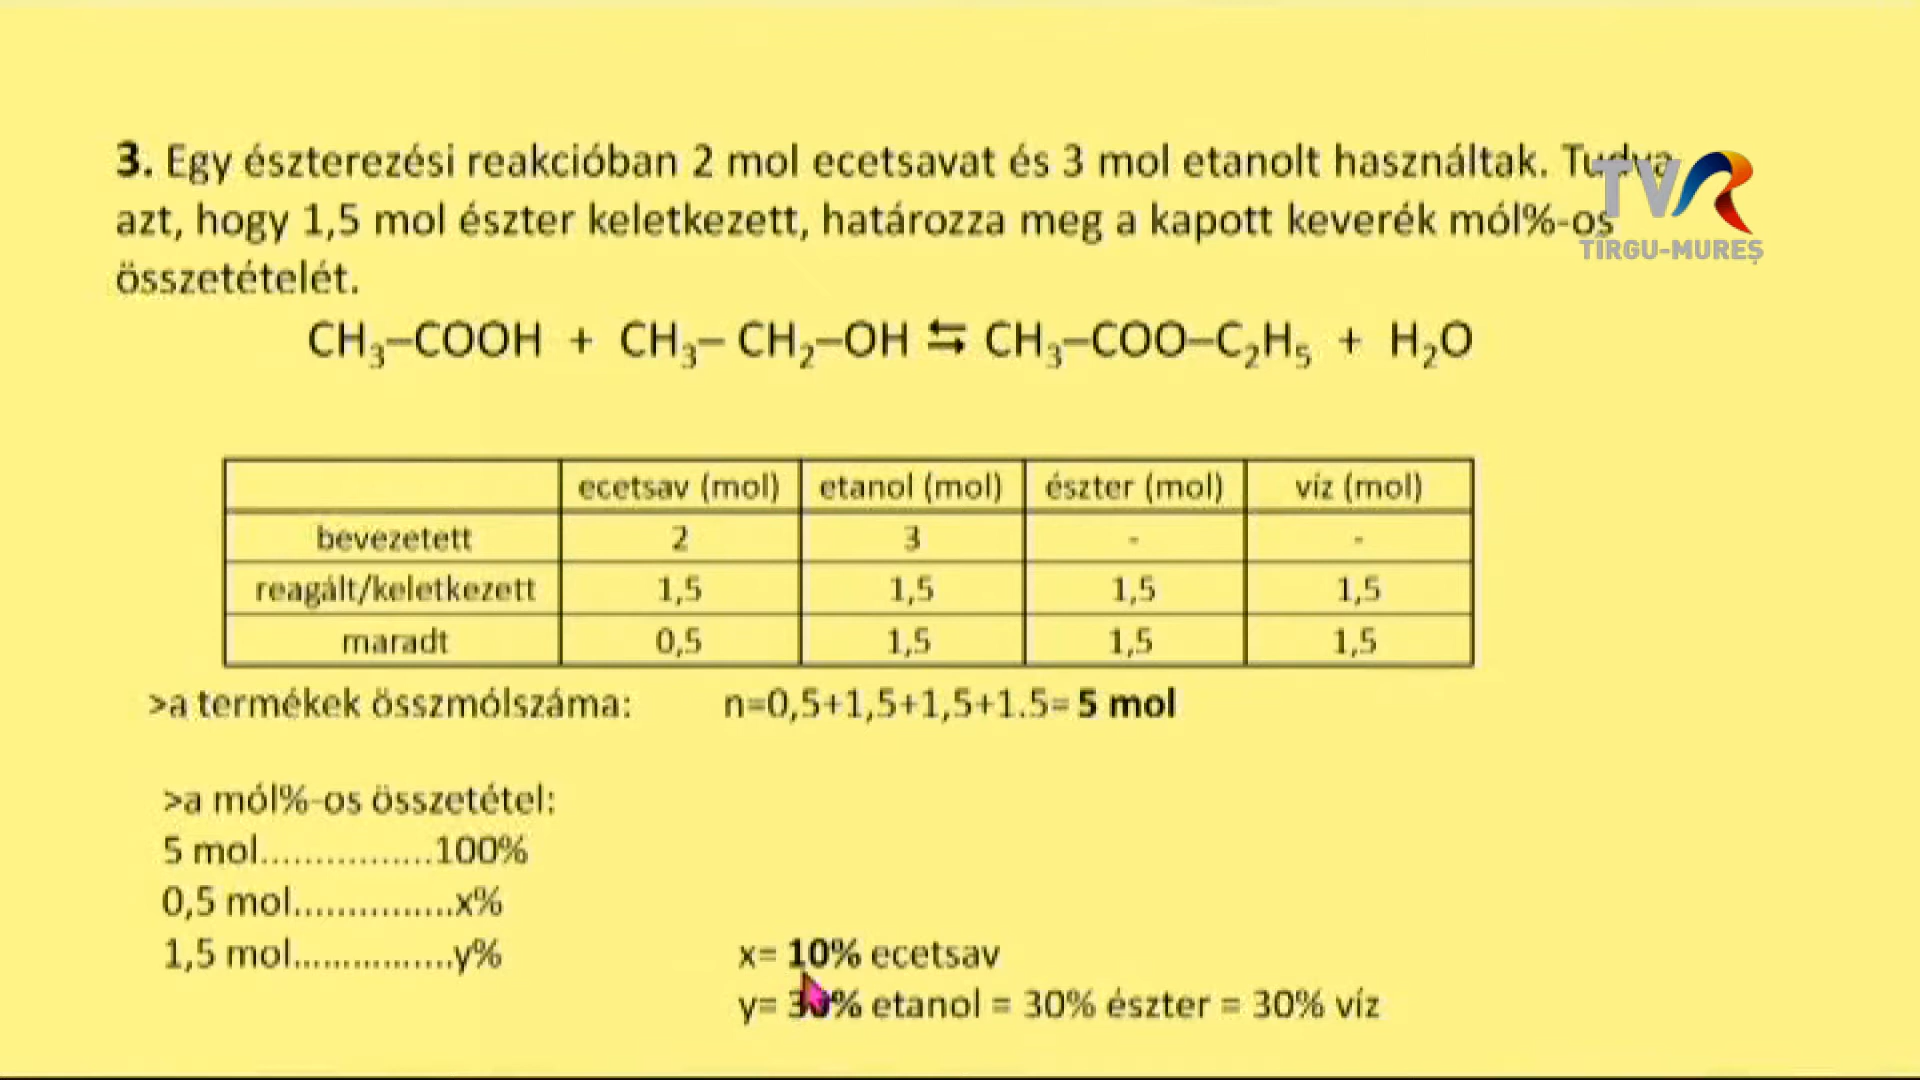 3. Egy észterezési reakcióban 2 mol ecetsavat és 3 mol etanolt használtak. Tudva
azt, hogy 1,5 mol észter keletkezett, határozza meg a kapott keverék mól%-os
összetételét.
TVR
TÎRGU-MUREȘ
CH₃–COOH + CH₃– CH₂–OH ⇆ CH₃–COO–C₂H₅ + H₂O
ecetsav (mol) etanol (mol) észter (mol) víz (mol)
bevezetett 2 3 - -
reagált/keletkezett 1,5 1,5 1,5 1,5
maradt 0,5 1,5 1,5 1,5
>a termékek összmólszáma: n=0,5+1,5+1,5+1.5= 5 mol
>a mól%-os összetétel:
5 mol................100%
0,5 mol...............x%
1,5 mol...............y% x= 10% ecetsav
y= 30% etanol = 30% észter = 30% víz